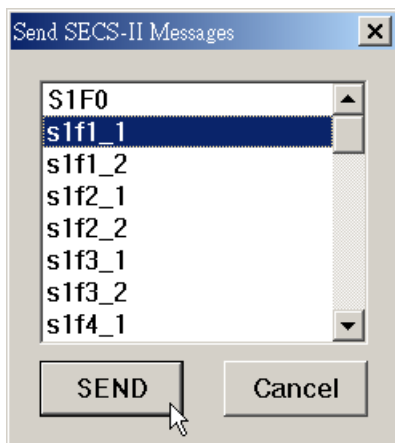 Send SECS-II Messages
S1F0
s1f1_1
s1f1_2
s1f2_1
s1f2_2
s1f3_1
s1f3_2
s1f4_1
SEND Cancel